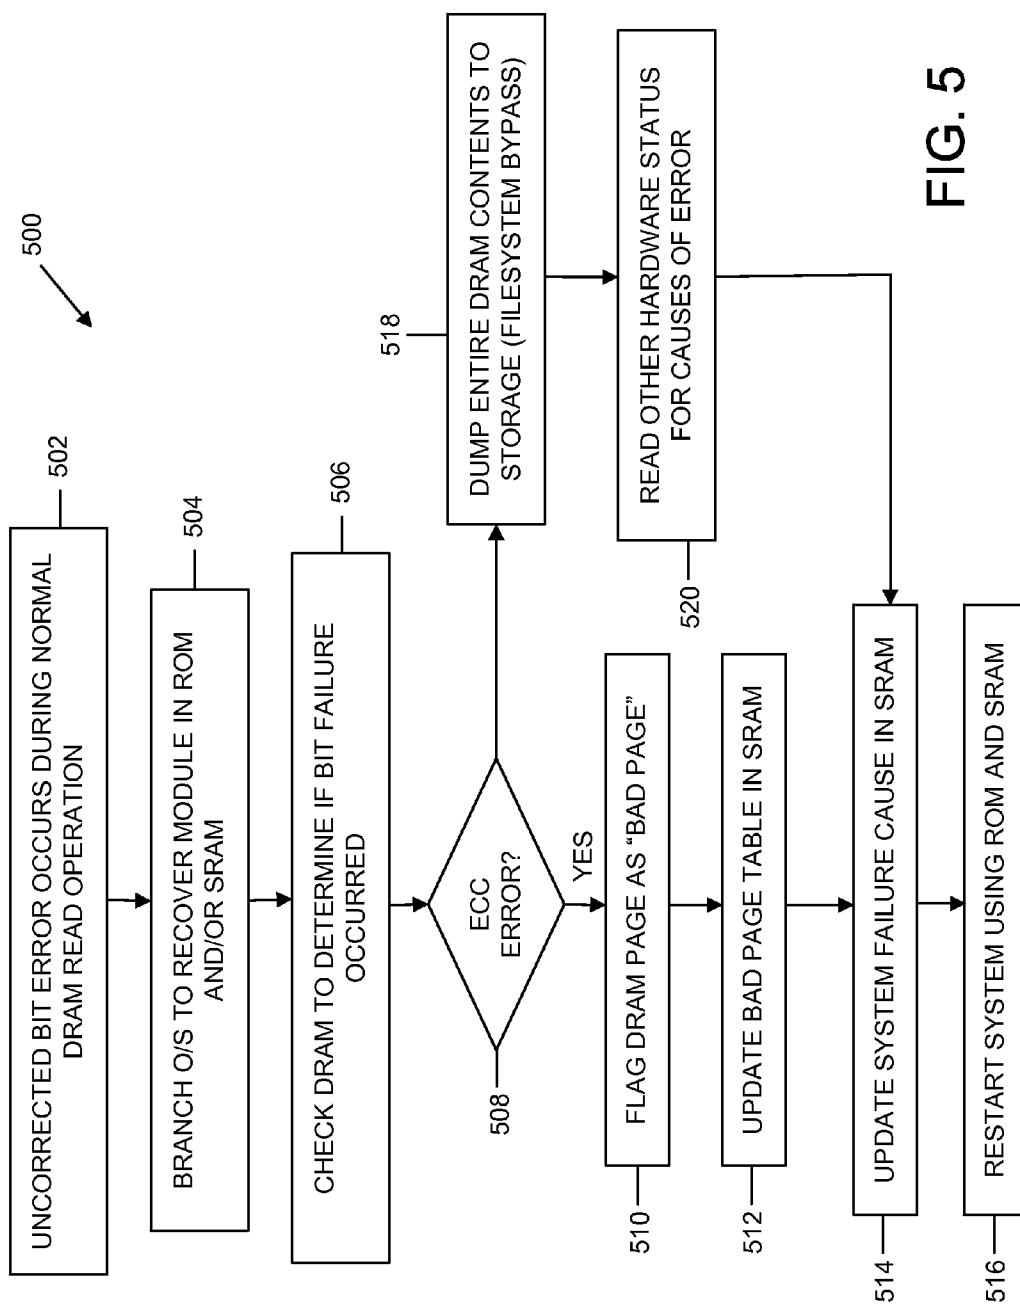 500
UNCORRECTED BIT ERROR OCCURS DURING NORMAL
DRAM READ OPERATION
502
BRANCH O/S TO RECOVER MODULE IN ROM
AND/OR SRAM
504
CHECK DRAM TO DETERMINE IF BIT FAILURE
OCCURRED
506
ECC
ERROR?
508
YES
FLAG DRAM PAGE AS “BAD PAGE”
510
UPDATE BAD PAGE TABLE IN SRAM
512
UPDATE SYSTEM FAILURE CAUSE IN SRAM
514
RESTART SYSTEM USING ROM AND SRAM
516
518
DUMP ENTIRE DRAM CONTENTS TO
STORAGE (FILESYSTEM BYPASS)
READ OTHER HARDWARE STATUS
FOR CAUSES OF ERROR
520
FIG. 5